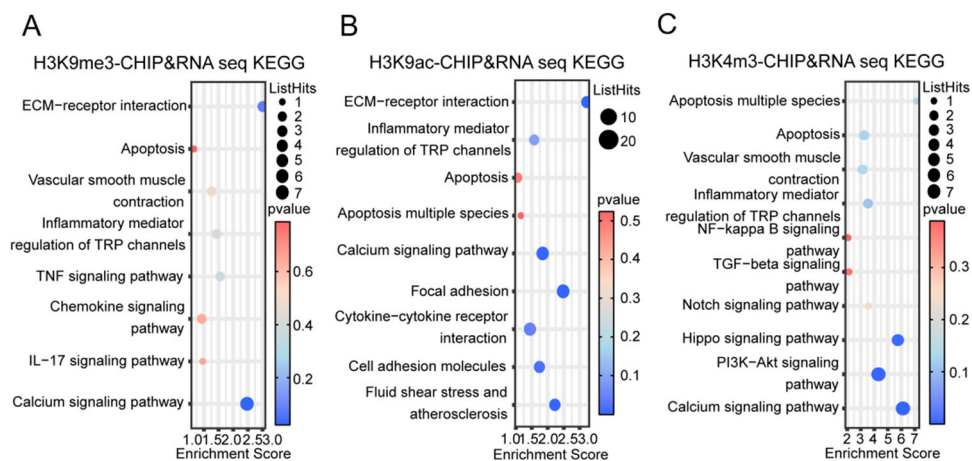 A
H3K9me3-CHIP&RNA seq KEGG
ECM−receptor interaction
Apoptosis
Vascular smooth muscle
contraction
Inflammatory mediator
regulation of TRP channels
TNF signaling pathway
Chemokine signaling
pathway
IL−17 signaling pathway
Calcium signaling pathway
1.01.52.02.53.0
Enrichment Score
ListHits
1
2
3
4
5
6
7
pvalue
0.6
0.4
0.2
B
H3K9ac-CHIP&RNA seq KEGG
ECM−receptor interaction
Inflammatory mediator
regulation of TRP channels
Apoptosis
Apoptosis multiple species
Calcium signaling pathway
Focal adhesion
Cytokine−cytokine receptor
interaction
Cell adhesion molecules
Fluid shear stress and
atherosclerosis
1.01.52.02.53.0
Enrichment Score
ListHits
10
20
pvalue
0.5
0.4
0.3
0.2
0.1
C
H3K4m3-CHIP&RNA seq KEGG
Apoptosis multiple species
Apoptosis
Vascular smooth muscle
contraction
Inflammatory mediator
regulation of TRP channels
NF-kappa B signaling
pathway
TGF-beta signaling
pathway
Notch signaling pathway
Hippo signaling pathway
PI3K−Akt signaling
pathway
Calcium signaling pathway
2 3 4 5 6 7
Enrichment Score
ListHits
1
2
3
4
5
6
7
pvalue
0.3
0.2
0.1